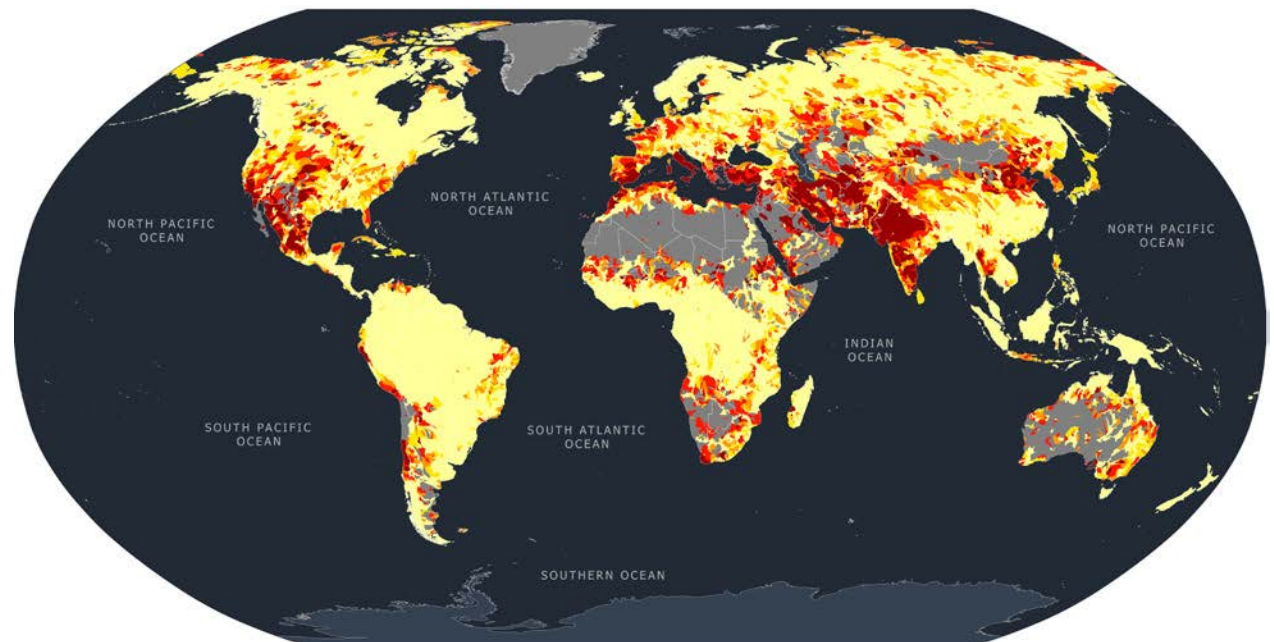 NORTH ATLANTIC
OCEAN
NORTH PACIFIC
OCEAN
NORTH PACIFIC
OCEAN
INDIAN
OCEAN
SOUTH PACIFIC
OCEAN
SOUTH ATLANTIC
OCEAN
SOUTHERN OCEAN